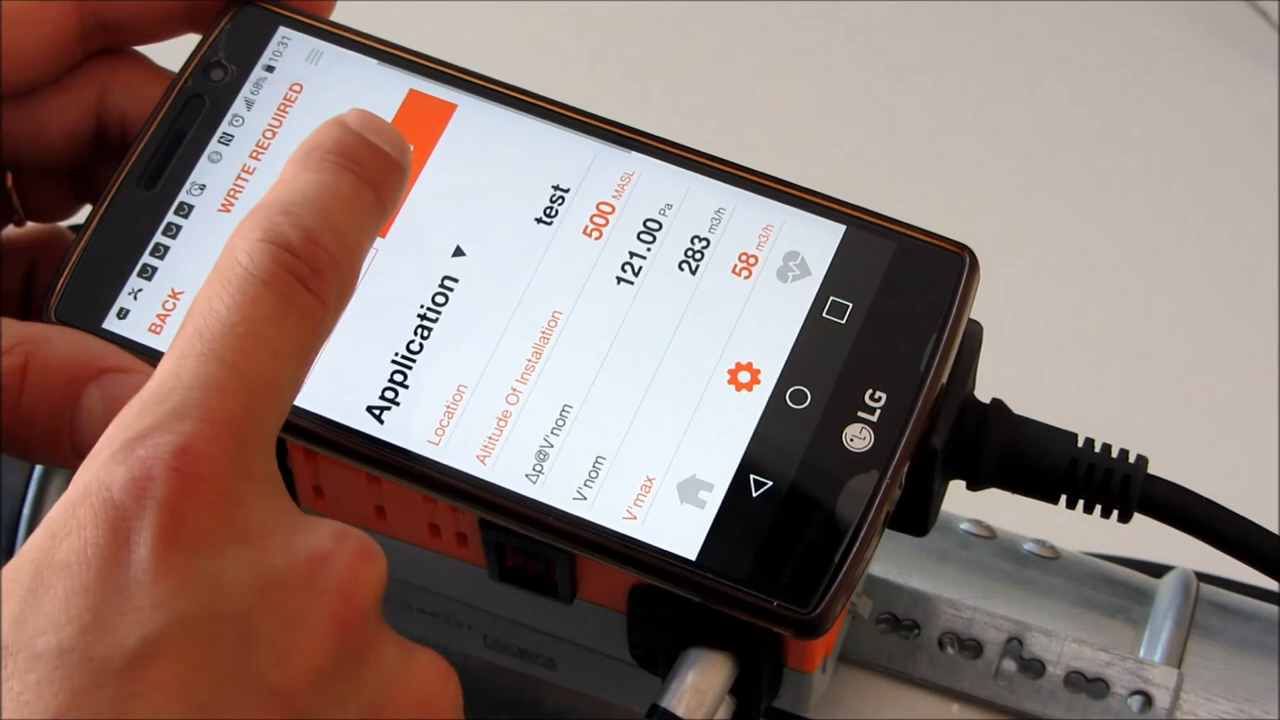 68% 10:31
BACK WRITE REQUIRED
Application ▼
Location test
Altitude Of Installation 500 MASL
Δp@V'nom 121.00 Pa
V'nom 283 m3/h
V'max 58 m3/h
LG